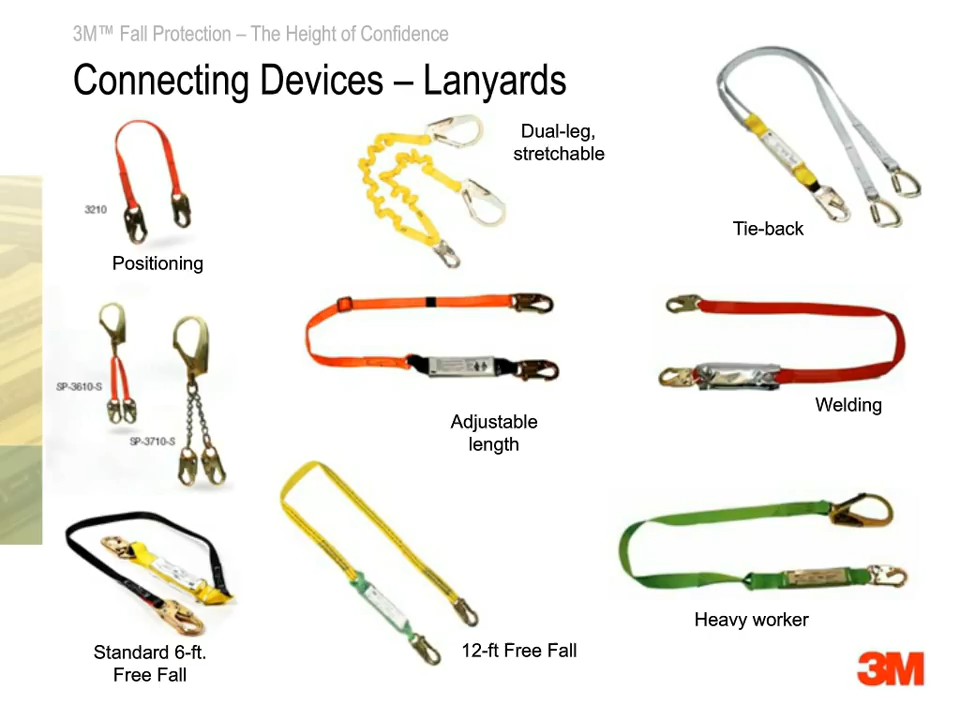 3M™ Fall Protection – The Height of Confidence
Connecting Devices – Lanyards
Dual-leg,
stretchable
3210
Tie-back
Positioning
SP-3610-S
Adjustable
length
Welding
SP-3710-S
Standard 6-ft.
Free Fall
12-ft Free Fall
Heavy worker
3M